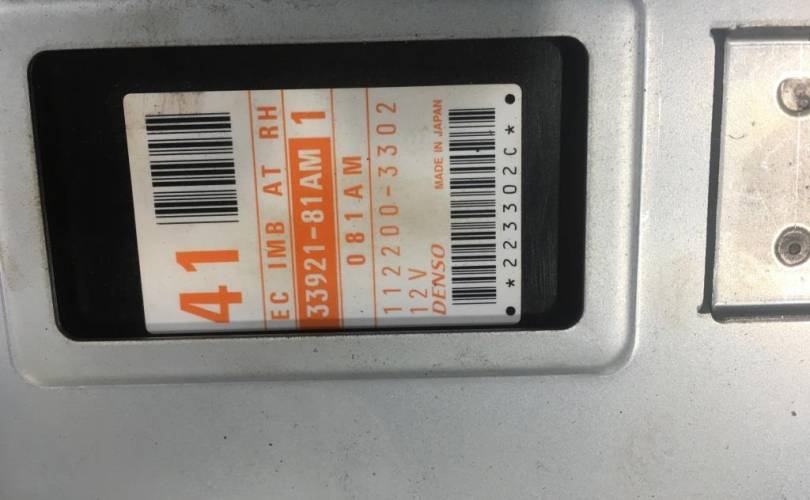 41
EC IMB AT RH
33921-81AM 1
081AM
112200-3302
12V
DENSO MADE IN JAPAN
*223302C*